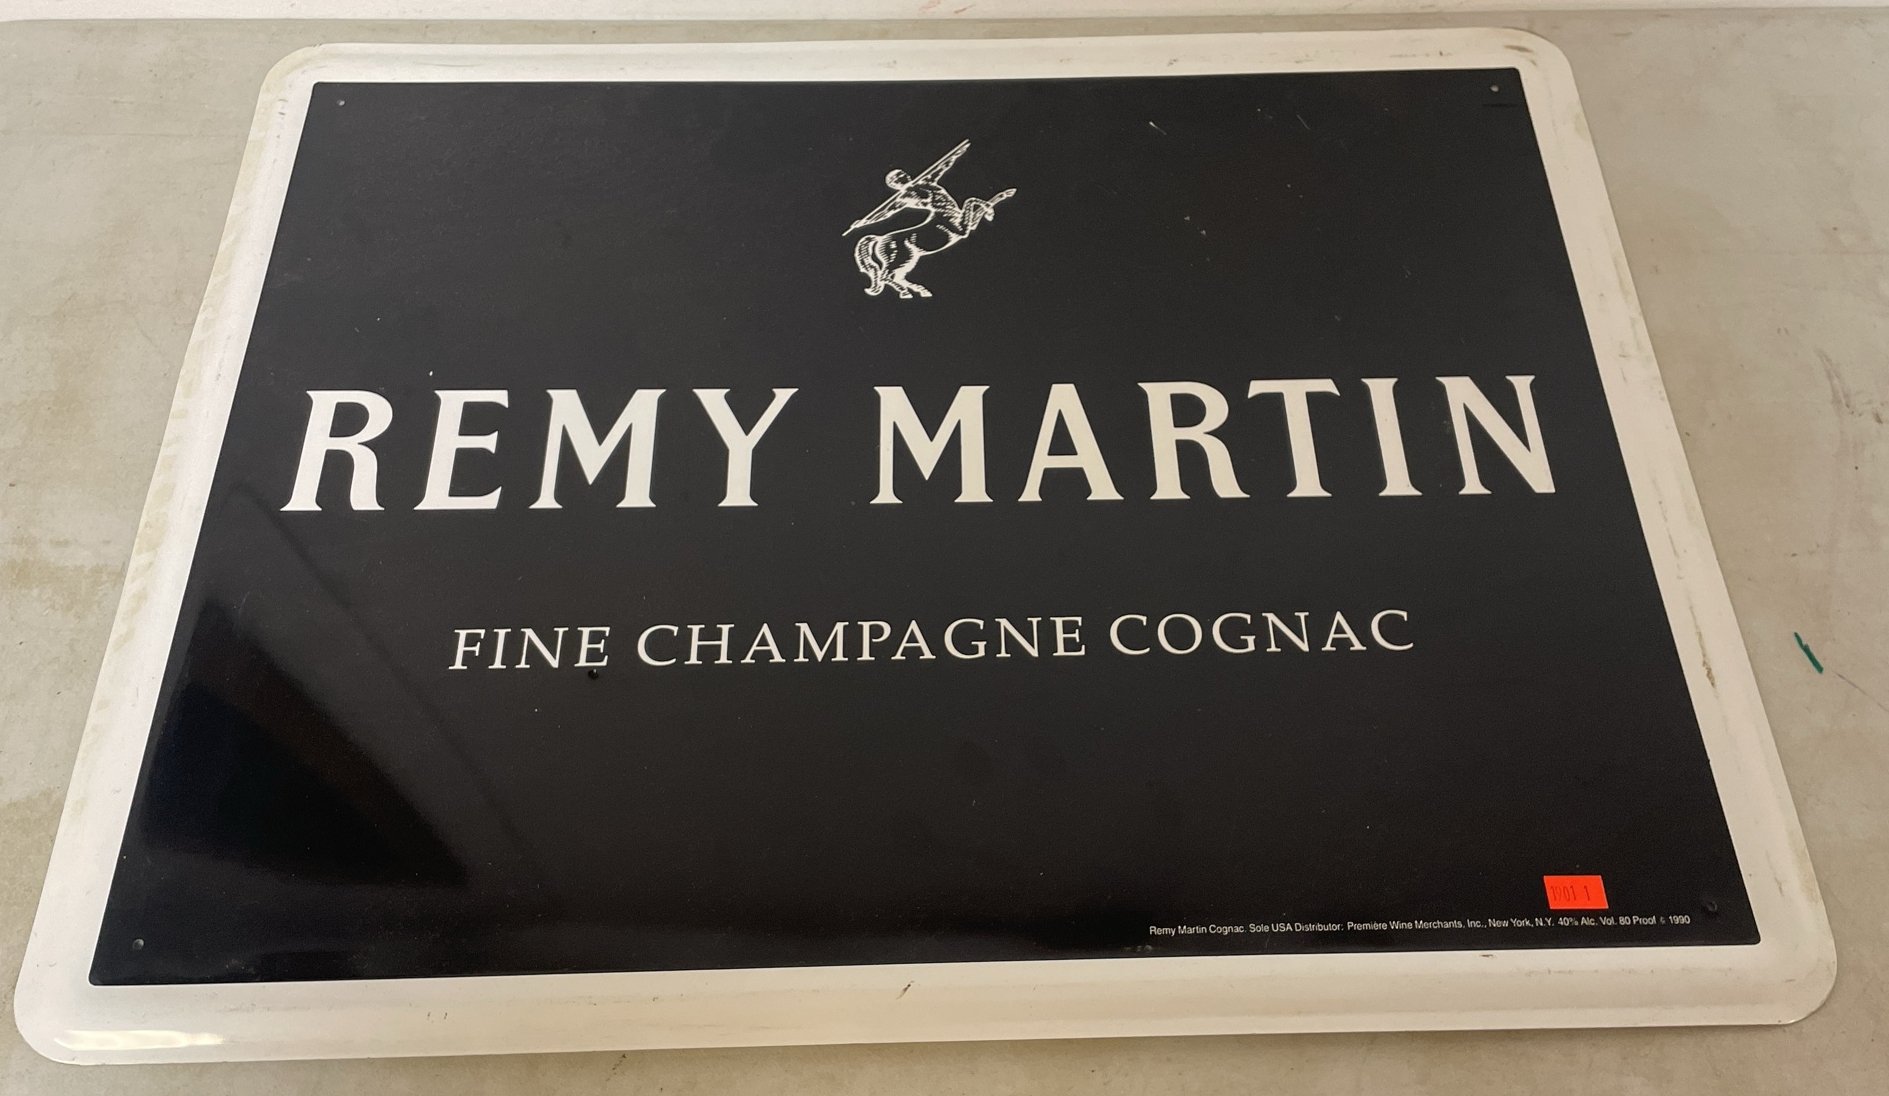 REMY MARTIN
FINE CHAMPAGNE COGNAC
1901 1
Remy Martin Cognac. Sole USA Distributor: Première Wine Merchants, Inc., New York, N.Y. 40% Alc. Vol. 80 Proof © 1990